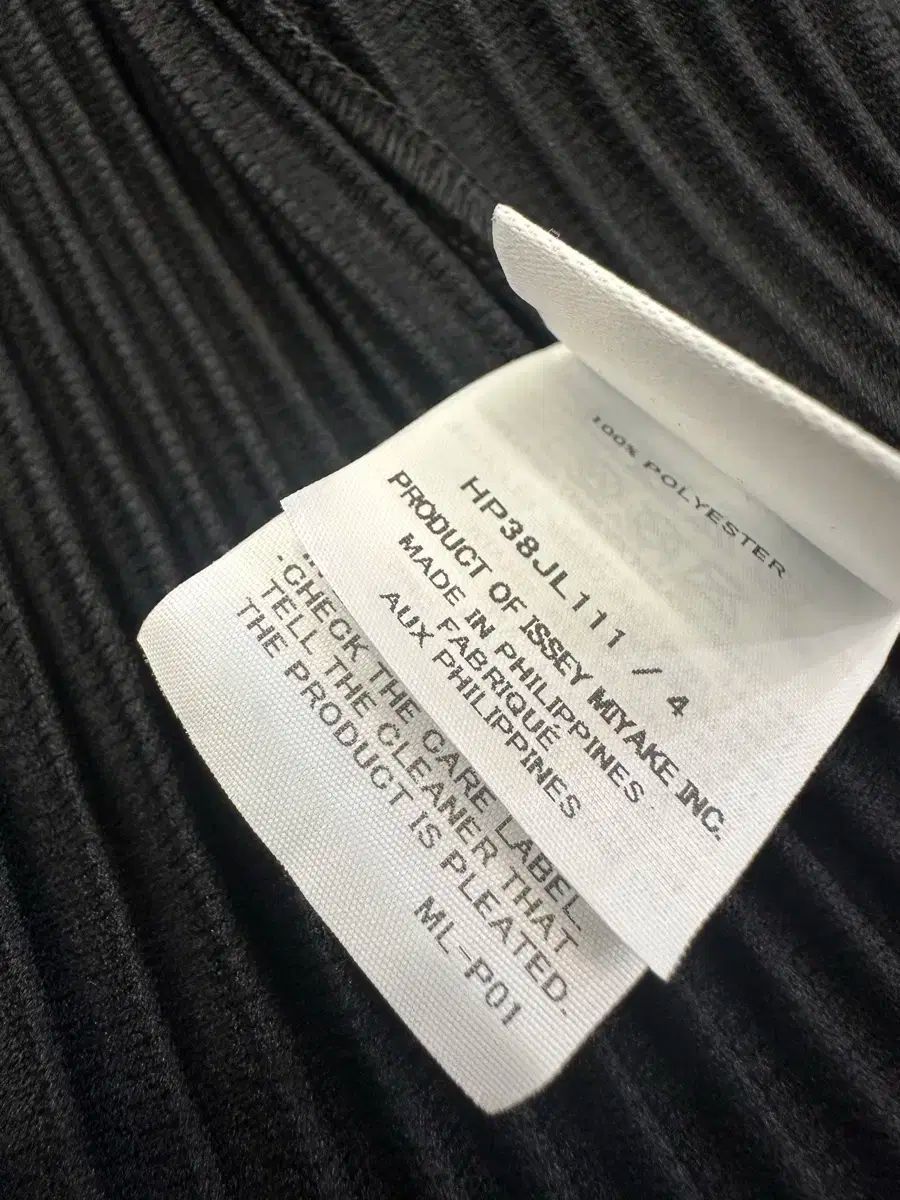 100% POLYESTER
HP38JL111 / 4
PRODUCT OF ISSEY MIYAKE INC.
MADE IN PHILIPPINES
FABRIQUÉ
AUX PHILIPPINES
·CHECK THE CARE LABEL
TELL THE CLEANER THAT
THE PRODUCT IS PLEATED.
ML-P01